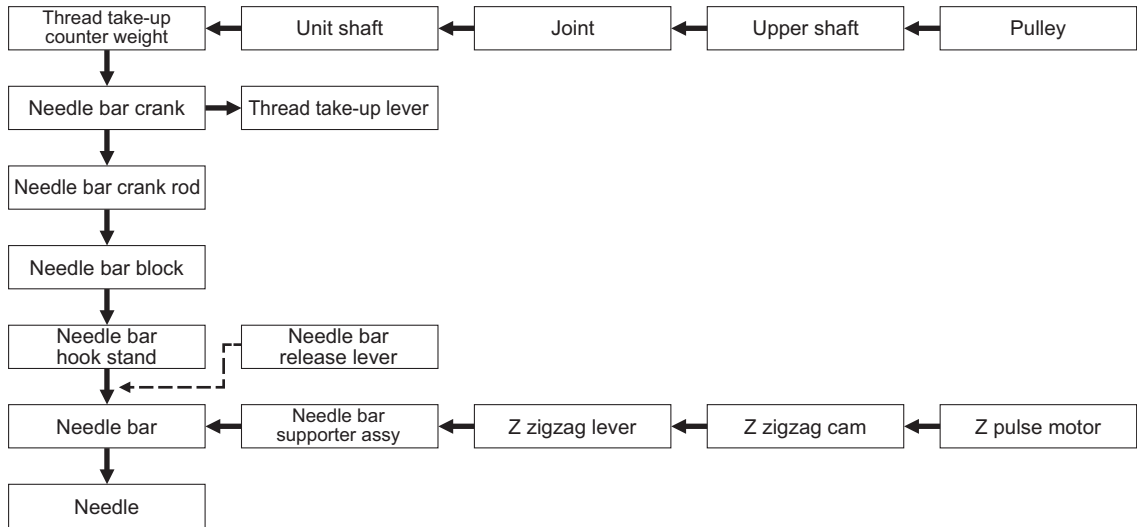 Thread take-up
counter weight
Unit shaft
Joint
Upper shaft
Pulley
Needle bar crank
Thread take-up lever
Needle bar crank rod
Needle bar block
Needle bar
hook stand
Needle bar
release lever
Needle bar
Needle bar
supporter assy
Z zigzag lever
Z zigzag cam
Z pulse motor
Needle